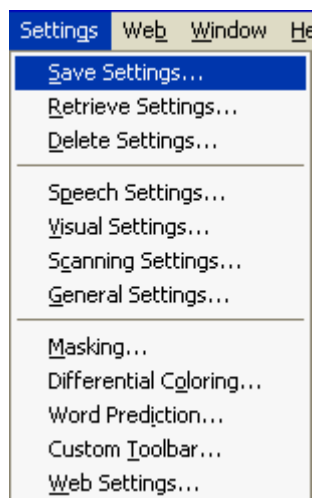 Settings Web Window He
Save Settings...
Retrieve Settings...
Delete Settings...
Speech Settings...
Visual Settings...
Scanning Settings...
General Settings...
Masking...
Differential Coloring...
Word Prediction...
Custom Toolbar...
Web Settings...